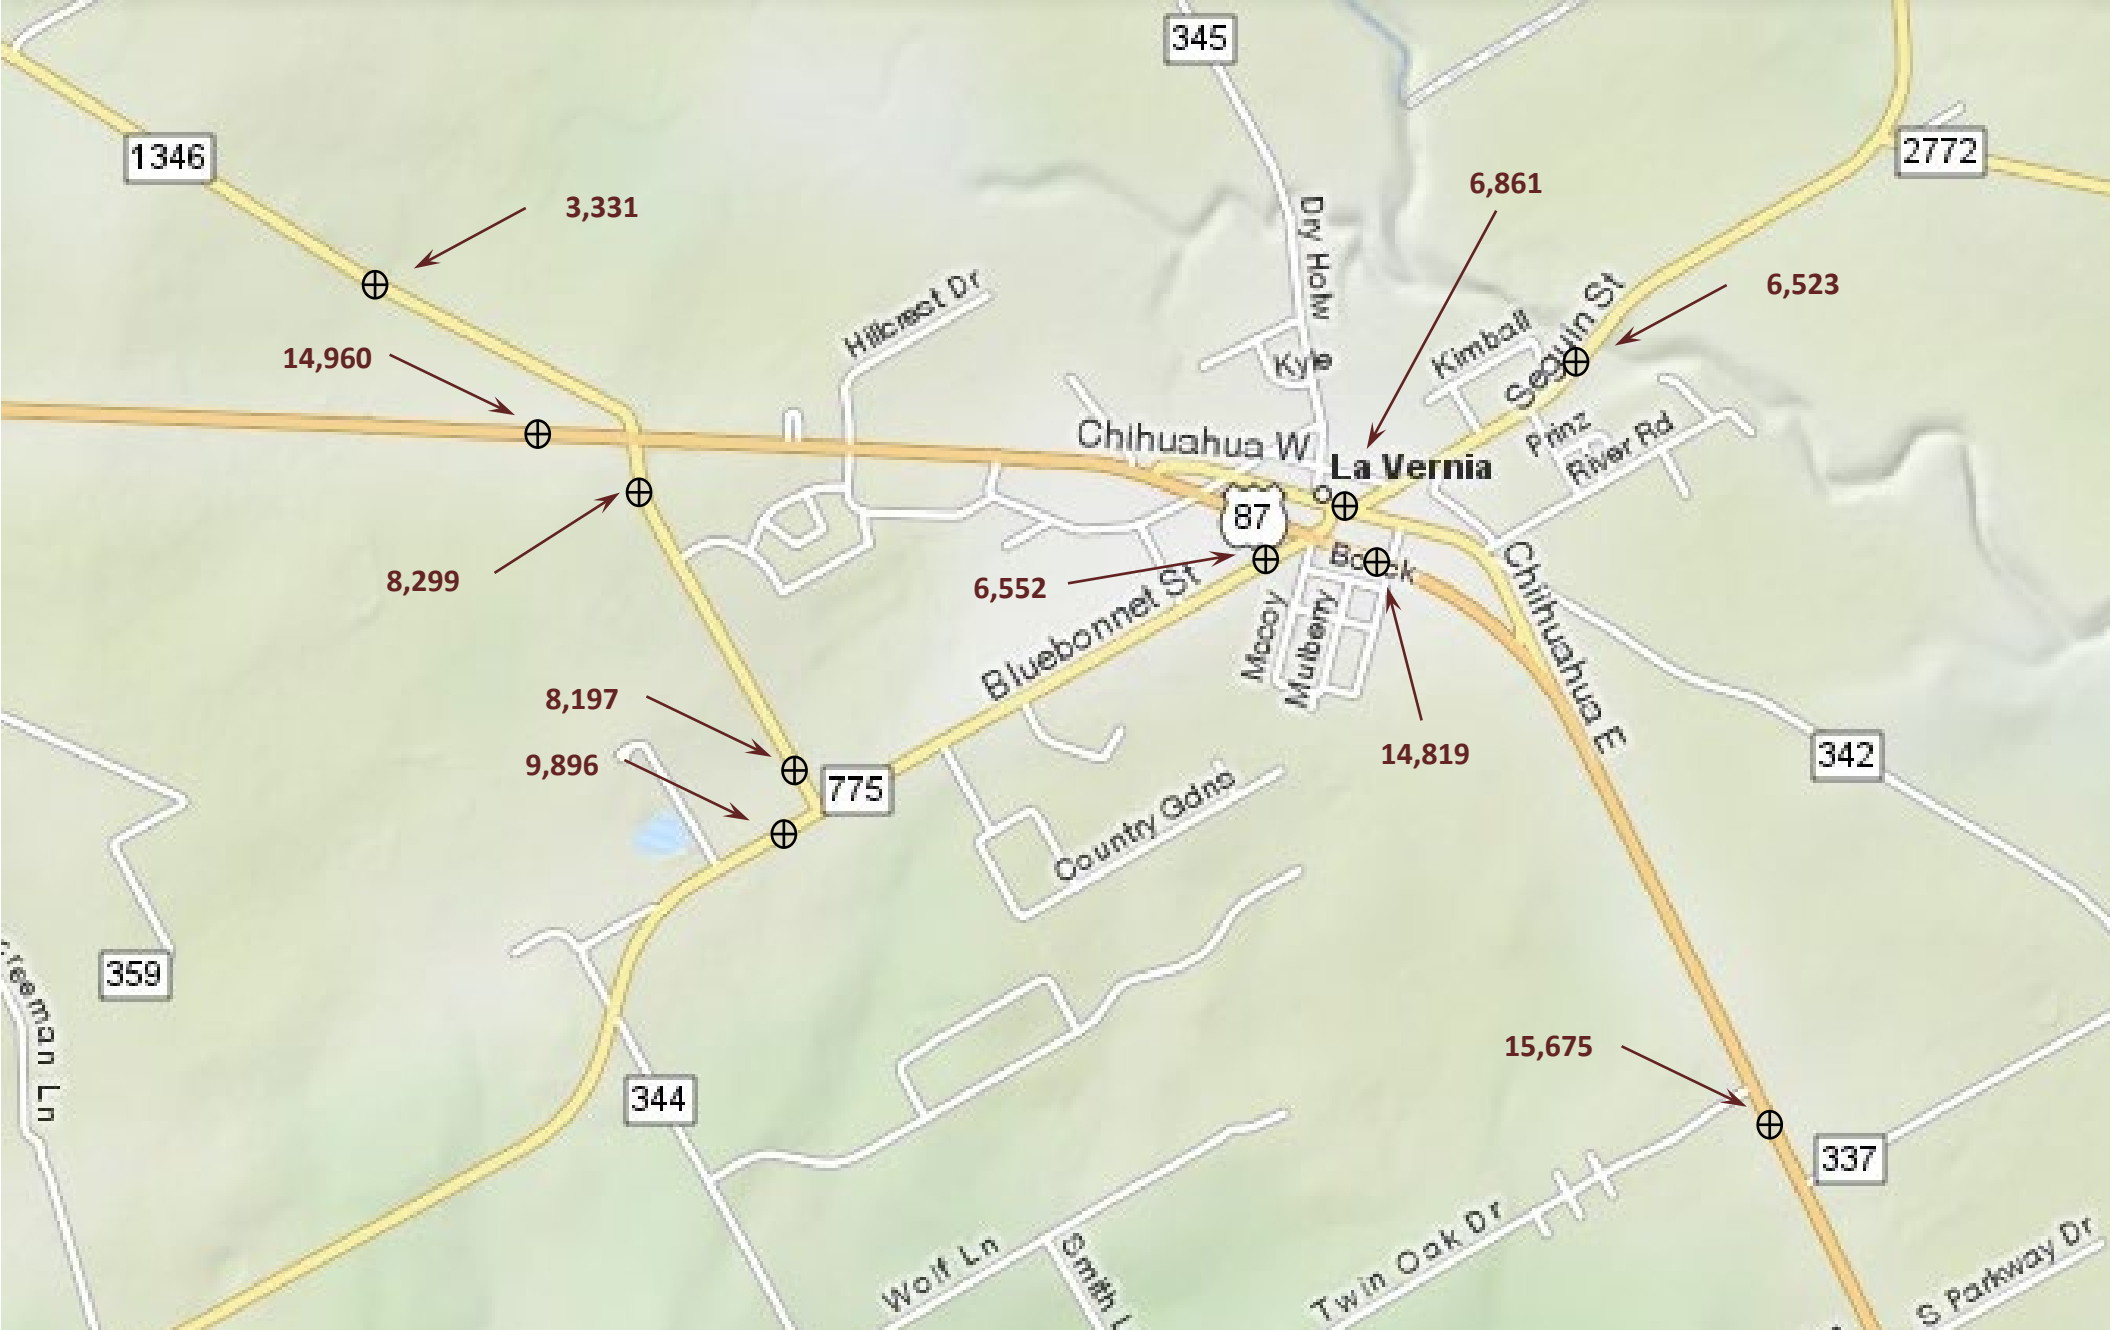 345
1346
2772
6,861
3,331
Dry Holw
6,523
Hillcrest Dr
Seguin St
Kimball
14,960
Kyle
Chihuahua W
Prinz
River Rd
La Vernia
87
8,299
6,552
Bluebonnet St
Mccoy
Mulberry
Chihuahua E
8,197
9,896
775
14,819
342
Country Gdns
359
15,675
344
337
Wolf Ln
Smith L
Twin Oak Dr
S Parkway Dr